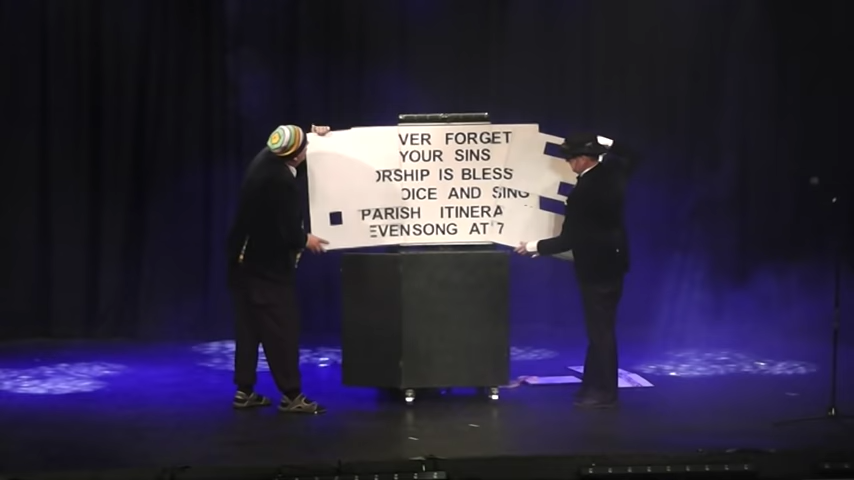 VER FORGET
YOUR SINS
ORSHIP IS BLESS
OICE AND SING
PARISH ITINERA
EVENSONG AT 7